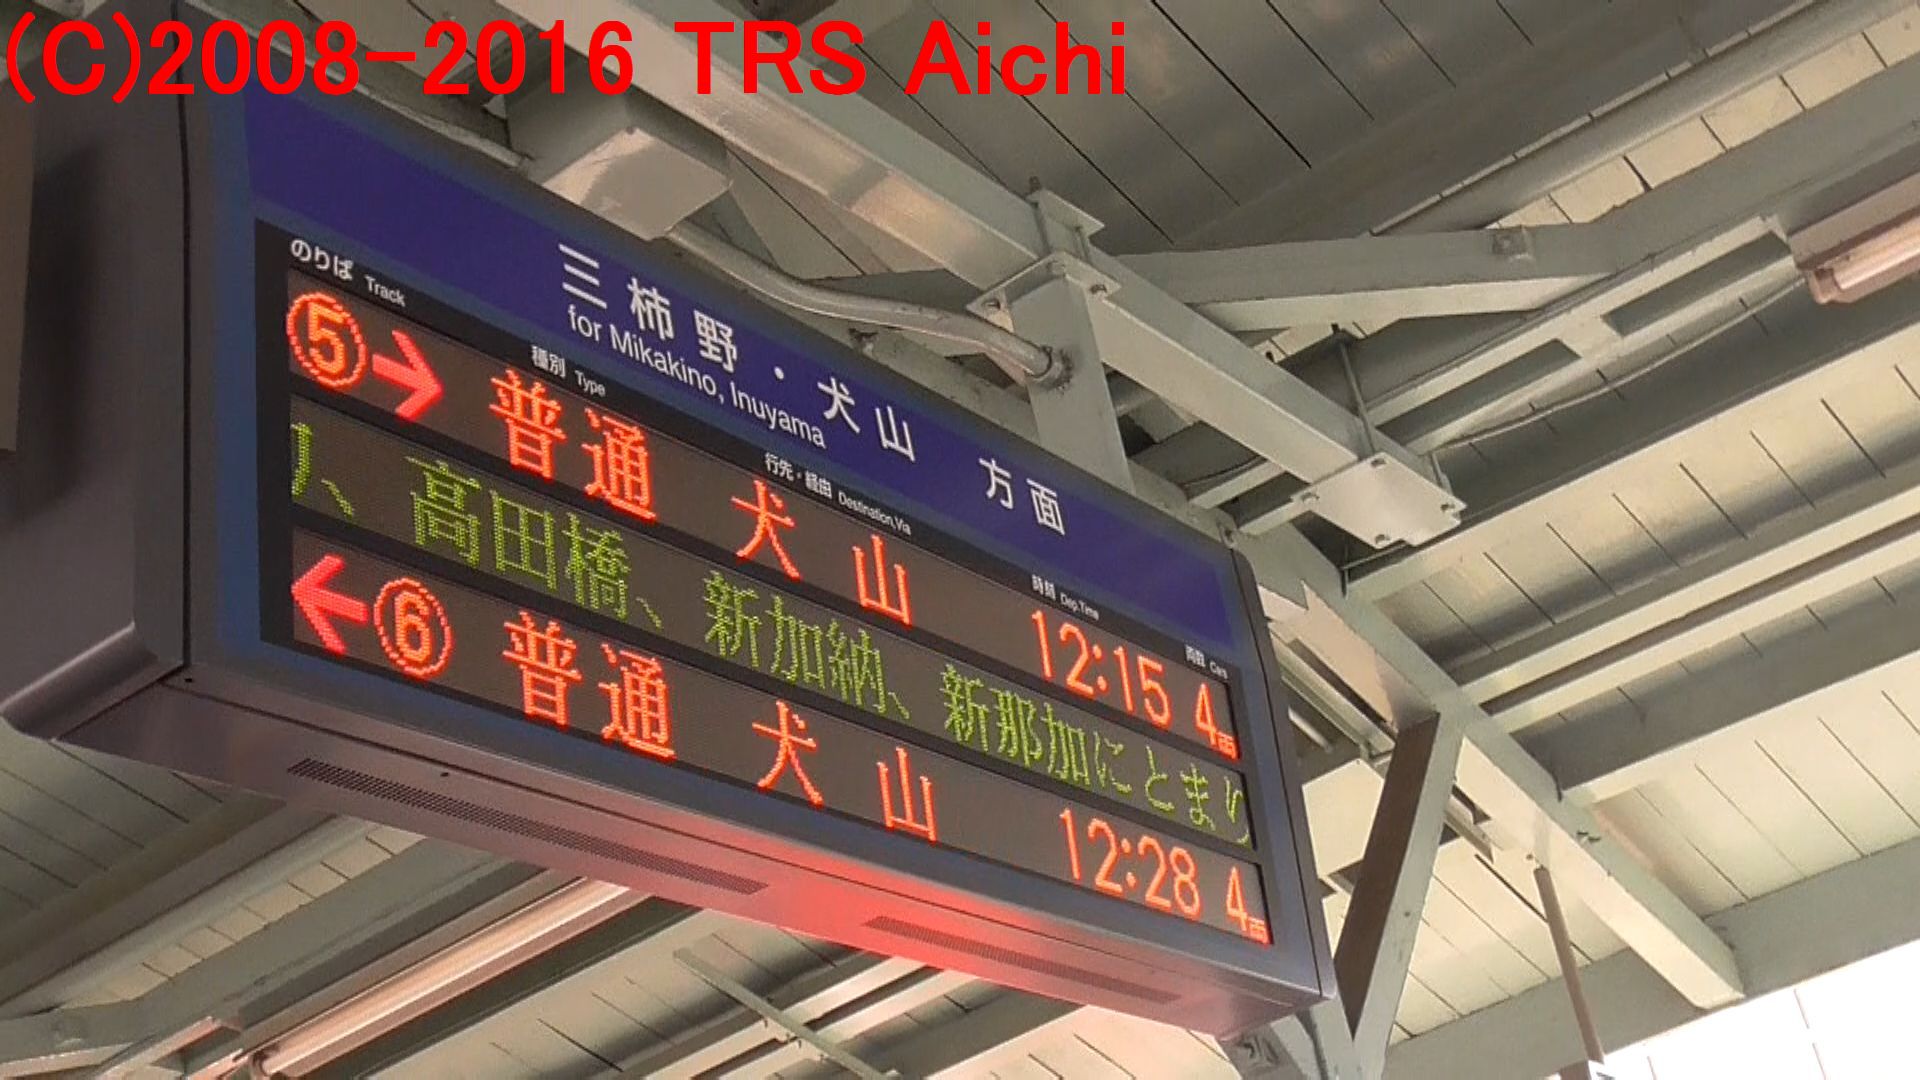 (C)2008-2016 TRS Aichi
三柿野・犬山 方面
for Mikakino, Inuyama
のりば Track 種別 Type 行先・経由 Destination,Via 時刻 Dep.Time 両数 Cars
⑤→ 普通 犬山 12:15 4両
、高田橋、新加納、新那加にとまり
←⑥ 普通 犬山 12:28 4両